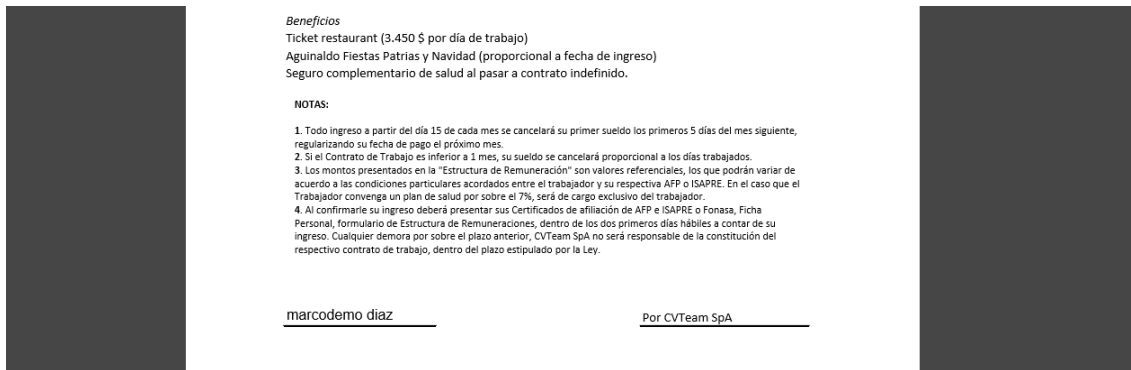 Beneficios
Ticket restaurant (3.450 $ por día de trabajo)
Aguinaldo Fiestas Patrias y Navidad (proporcional a fecha de ingreso)
Seguro complementario de salud al pasar a contrato indefinido.
NOTAS:
1. Todo ingreso a partir del día 15 de cada mes se cancelará su primer sueldo los primeros 5 días del mes siguiente,
regularizando su fecha de pago el próximo mes.
2. Si el Contrato de Trabajo es inferior a 1 mes, su sueldo se cancelará proporcional a los días trabajados.
3. Los montos presentados en la "Estructura de Remuneración" son valores referenciales, los que podrán variar de
acuerdo a las condiciones particulares acordados entre el trabajador y su respectiva AFP o ISAPRE. En el caso que el
Trabajador convenga un plan de salud por sobre el 7%, será de cargo exclusivo del trabajador.
4. Al confirmarle su ingreso deberá presentar sus Certificados de afiliación de AFP e ISAPRE o Fonasa, Ficha
Personal, formulario de Estructura de Remuneraciones, dentro de los dos primeros días hábiles a contar de su
ingreso. Cualquier demora por sobre el plazo anterior, CVTeam SpA no será responsable de la constitución del
respectivo contrato de trabajo, dentro del plazo estipulado por la Ley.
marcodemo diaz
Por CVTeam SpA